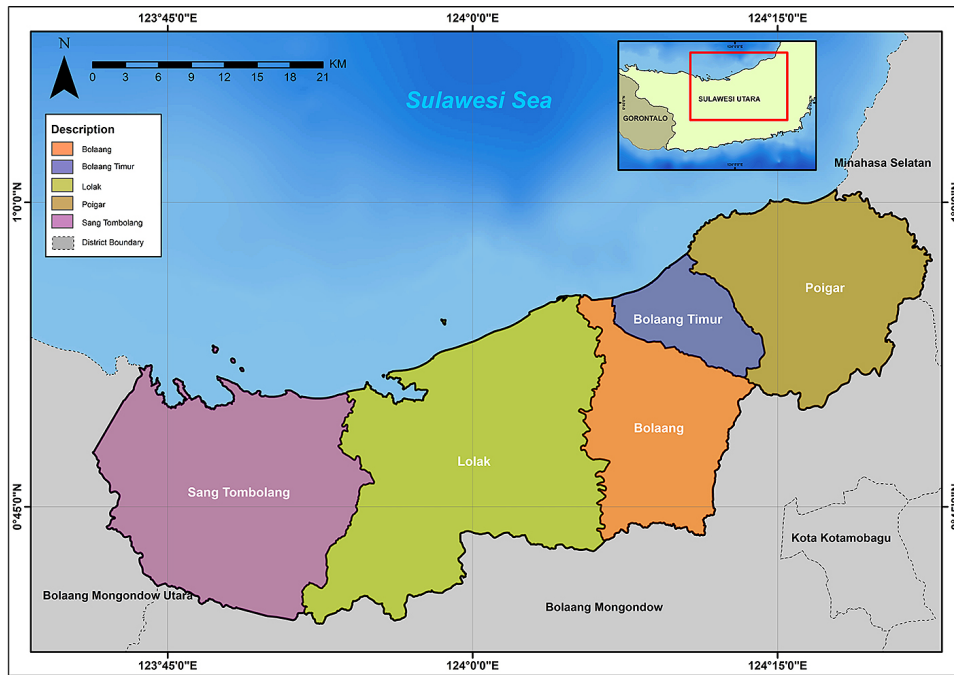 123°45'0"E
124°0'0"E
124°15'0"E
N
0 3 6 9 12 15 18 21 KM
Sulawesi Sea
SULAWESI UTARA
GORONTALO
Description
Bolaang
Bolaang Timur
Lolak
Poigar
Sang Tombolang
District Boundary
Minahasa Selatan
1°0'0"N
Poigar
Bolaang Timur
Bolaang
Lolak
Sang Tombolang
0°45'0"N
Kota Kotamobagu
Bolaang Mongondow Utara
Bolaang Mongondow
123°45'0"E
124°0'0"E
124°15'0"E